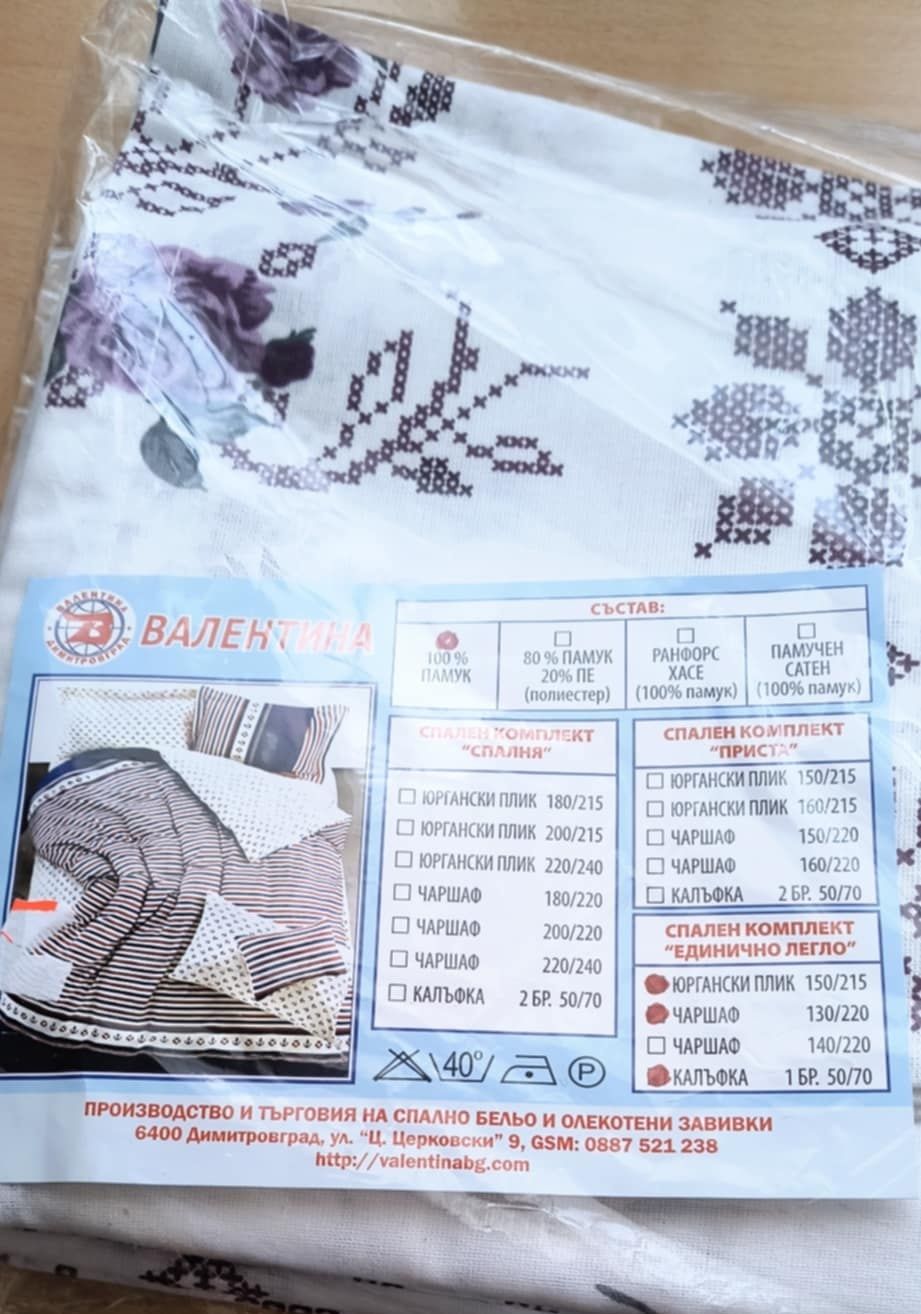 ВАЛЕНТИНА
ДИМИТРОВГРАД
ВАЛЕНТИНА
СЪСТАВ:
100 %
ПАМУК
80 % ПАМУК
20% ПЕ
(полиестер)
РАНФОРС
ХАСЕ
(100% памук)
ПАМУЧЕН
САТЕН
(100% памук)
СПАЛЕН КОМПЛЕКТ
"СПАЛНЯ"
ЮРГАНСКИ ПЛИК 180/215
ЮРГАНСКИ ПЛИК 200/215
ЮРГАНСКИ ПЛИК 220/240
ЧАРШАФ 180/220
ЧАРШАФ 200/220
ЧАРШАФ 220/240
КАЛЪФКА 2 БР. 50/70
СПАЛЕН КОМПЛЕКТ
"ПРИСТА"
ЮРГАНСКИ ПЛИК 150/215
ЮРГАНСКИ ПЛИК 160/215
ЧАРШАФ 150/220
ЧАРШАФ 160/220
КАЛЪФКА 2 БР. 50/70
СПАЛЕН КОМПЛЕКТ
"ЕДИНИЧНО ЛЕГЛО"
ЮРГАНСКИ ПЛИК 150/215
ЧАРШАФ 130/220
ЧАРШАФ 140/220
КАЛЪФКА 1 БР. 50/70
40° P
ПРОИЗВОДСТВО И ТЪРГОВИЯ НА СПАЛНО БЕЛЬО И ОЛЕКОТЕНИ ЗАВИВКИ
6400 Димитровград, ул. "Ц. Церковски" 9, GSM: 0887 521 238
http://valentinabg.com